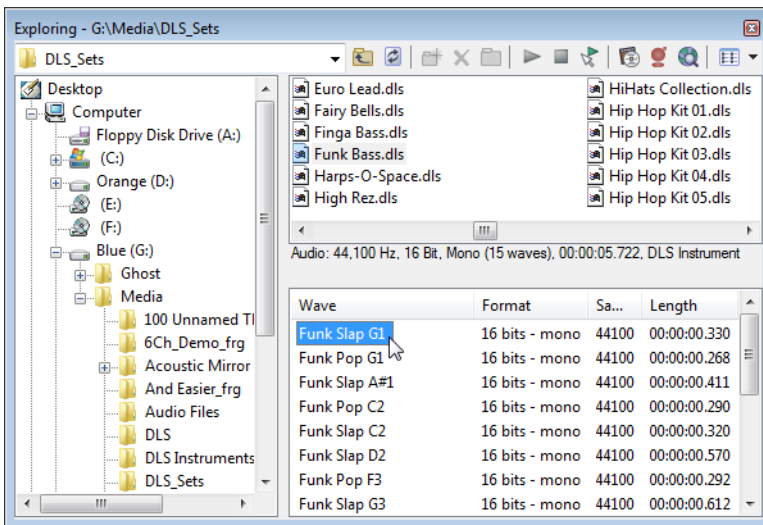 Exploring - G:\Media\DLS_Sets
DLS_Sets
Desktop
Computer
Floppy Disk Drive (A:)
(C:)
Orange (D:)
(E:)
(F:)
Blue (G:)
Ghost
Media
100 Unnamed Tl
6Ch_Demo_frg
Acoustic Mirror
And Easier_frg
Audio Files
DLS
DLS Instruments
DLS_Sets
Euro Lead.dls
Fairy Bells.dls
Finga Bass.dls
Funk Bass.dls
Harps-O-Space.dls
High Rez.dls
HiHats Collection.dls
Hip Hop Kit 01.dls
Hip Hop Kit 02.dls
Hip Hop Kit 03.dls
Hip Hop Kit 04.dls
Hip Hop Kit 05.dls
Audio: 44,100 Hz, 16 Bit, Mono (15 waves), 00:00:05.722, DLS Instrument
Wave Format Sa... Length
Funk Slap G1 16 bits - mono 44100 00:00:00.330
Funk Pop G1 16 bits - mono 44100 00:00:00.268
Funk Slap A#1 16 bits - mono 44100 00:00:00.411
Funk Pop C2 16 bits - mono 44100 00:00:00.290
Funk Slap C2 16 bits - mono 44100 00:00:00.320
Funk Slap D2 16 bits - mono 44100 00:00:00.570
Funk Pop F3 16 bits - mono 44100 00:00:00.292
Funk Slap G3 16 bits - mono 44100 00:00:00.612